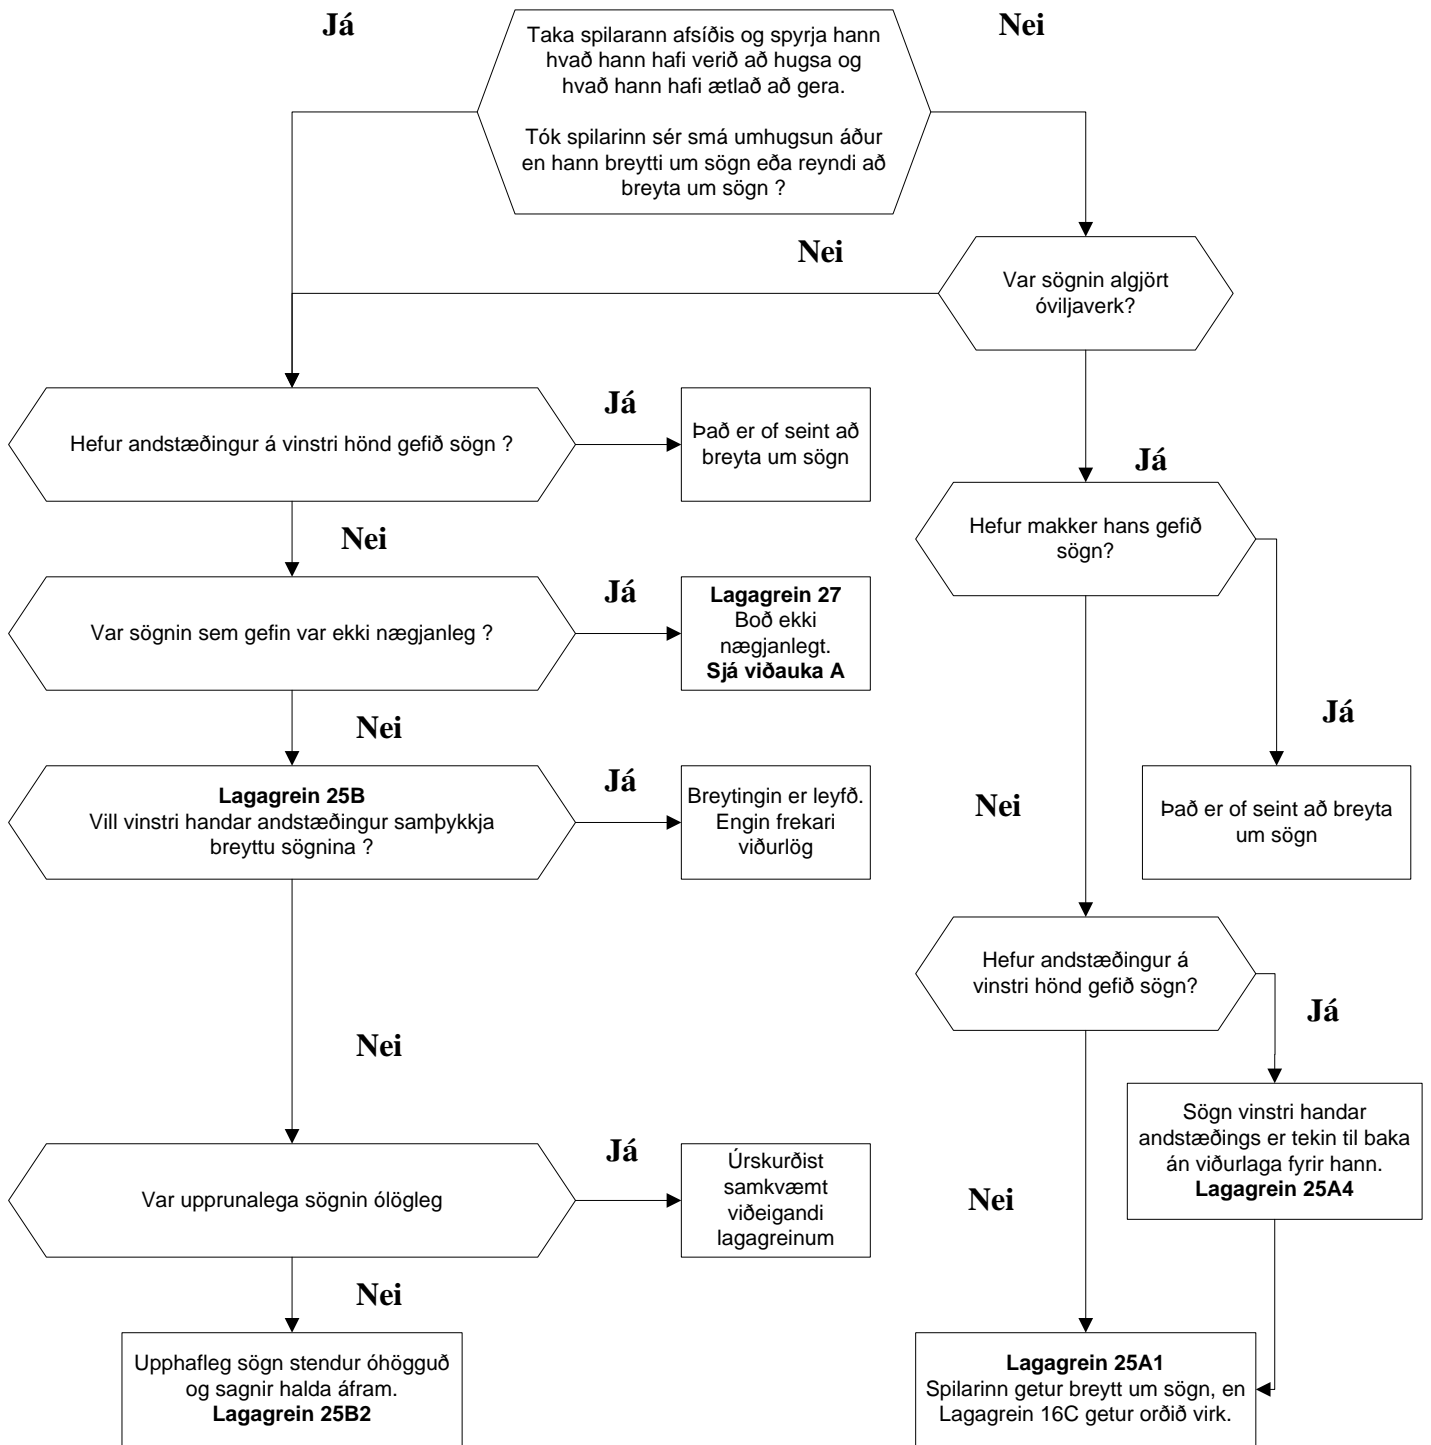 Já
Nei
Taka spilarann afsíðis og spyrja hann
hvað hann hafi verið að hugsa og
hvað hann hafi ætlað að gera.
Tók spilarinn sér smá umhugsun áður
en hann breytti um sögn eða reyndi að
breyta um sögn ?
Nei
Var sögnin algjört
óviljaverk?
Hefur andstæðingur á vinstri hönd gefið sögn ?
Já
Það er of seint að
breyta um sögn
Já
Hefur makker hans gefið
sögn?
Nei
Var sögnin sem gefin var ekki nægjanleg ?
Já
Lagagrein 27
Boð ekki
nægjanlegt.
Sjá viðauka A
Já
Nei
Lagagrein 25B
Vill vinstri handar andstæðingur samþykkja
breyttu sögnina ?
Já
Breytingin er leyfð.
Engin frekari
viðurlög
Nei
Það er of seint að breyta
um sögn
Hefur andstæðingur á
vinstri hönd gefið sögn?
Já
Nei
Sögn vinstri handar
andstæðings er tekin til baka
án viðurlaga fyrir hann.
Lagagrein 25A4
Var upprunalega sögnin ólögleg
Já
Úrskurðist
samkvæmt
viðeigandi
lagagreinum
Nei
Nei
Upphafleg sögn stendur óhögguð
og sagnir halda áfram.
Lagagrein 25B2
Lagagrein 25A1
Spilarinn getur breytt um sögn, en
Lagagrein 16C getur orðið virk.